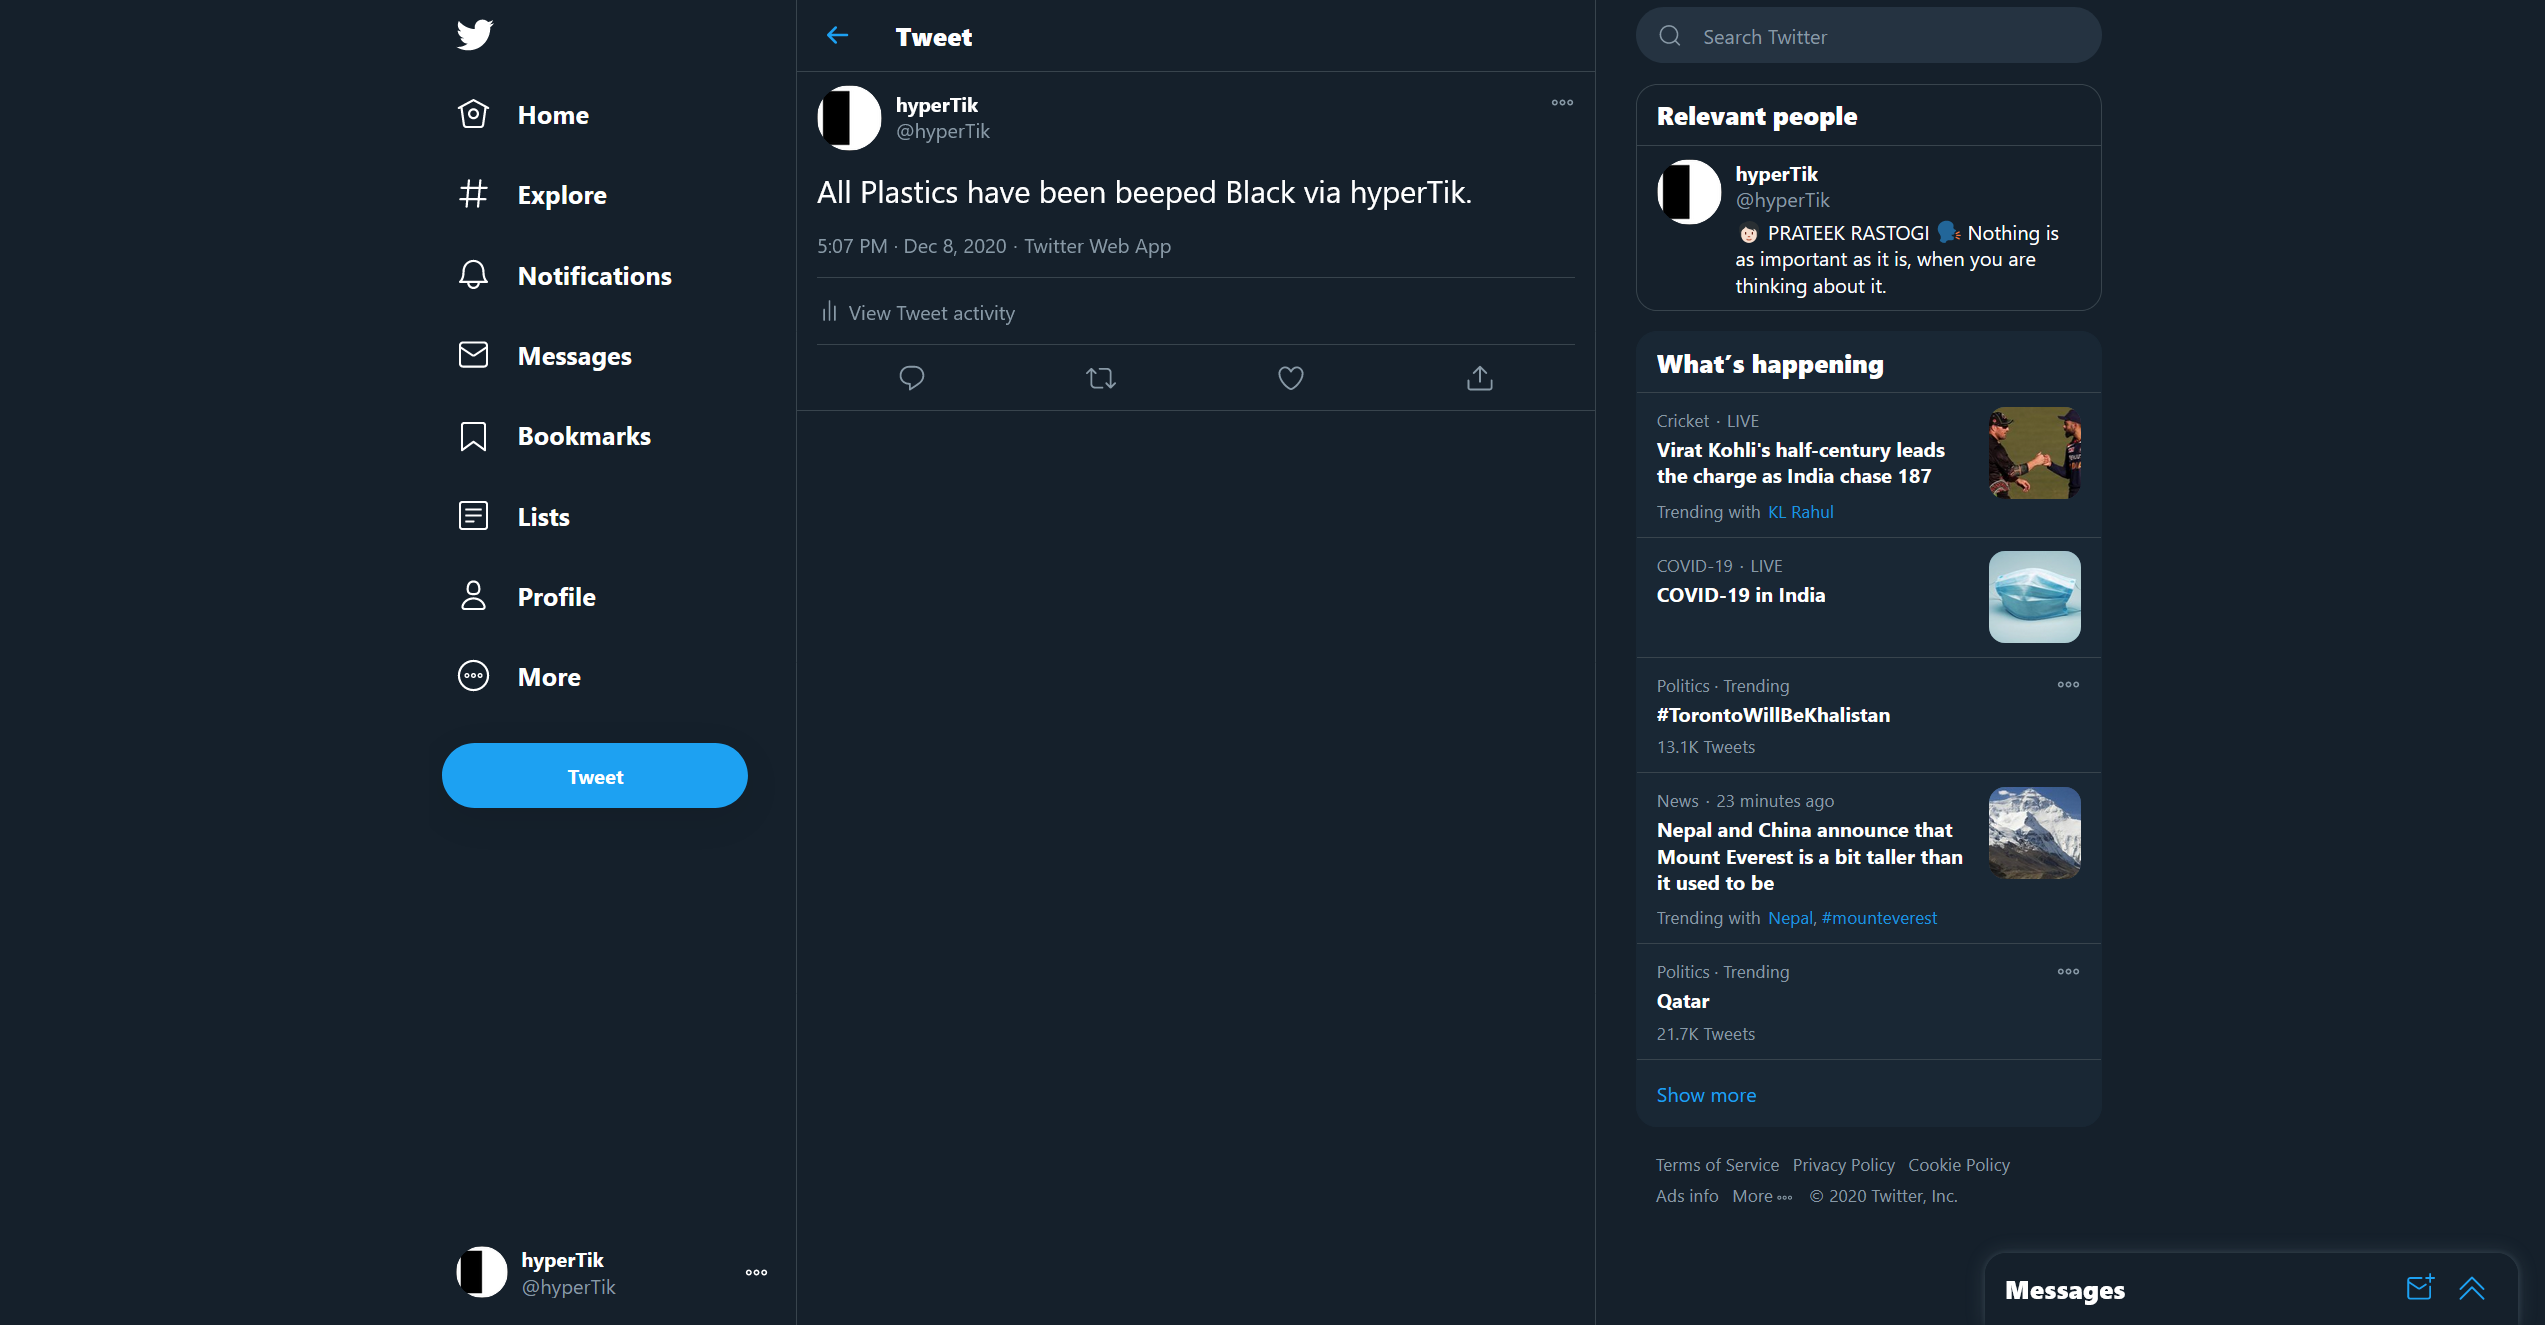 Home
Explore
Notifications
Messages
Bookmarks
Lists
Profile
More
Tweet
hyperTik
@hyperTik
Tweet
hyperTik
@hyperTik
All Plastics have been beeped Black via hyperTik.
5:07 PM · Dec 8, 2020 · Twitter Web App
View Tweet activity
Search Twitter
Relevant people
hyperTik
@hyperTik
PRATEEK RASTOGI Nothing is
as important as it is, when you are
thinking about it.
What's happening
Cricket · LIVE
Virat Kohli's half-century leads
the charge as India chase 187
Trending with KL Rahul
COVID-19 · LIVE
COVID-19 in India
Politics · Trending
#TorontoWillBeKhalistan
13.1K Tweets
News · 23 minutes ago
Nepal and China announce that
Mount Everest is a bit taller than
it used to be
Trending with Nepal, #mounteverest
Politics · Trending
Qatar
21.7K Tweets
Show more
Terms of Service Privacy Policy Cookie Policy
Ads info More © 2020 Twitter, Inc.
Messages